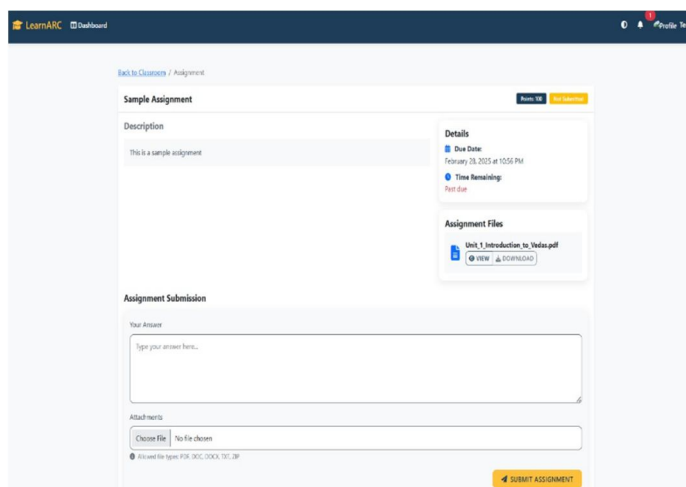 LearnARC Dashboard
1
Profile Te
Back to Classroom / Assignment
Sample Assignment
Points: 100
Not Submitted
Description
This is a sample assignment
Details
Due Date:
February 28, 2025 at 10:56 PM
Time Remaining:
Past due
Assignment Files
Unit_1_Introduction_to_Vedas.pdf
VIEW DOWNLOAD
Assignment Submission
Your Answer
Type your answer here...
Attachments
Choose File No file chosen
Allowed file types: PDF, DOC, DOCX, TXT, ZIP
SUBMIT ASSIGNMENT